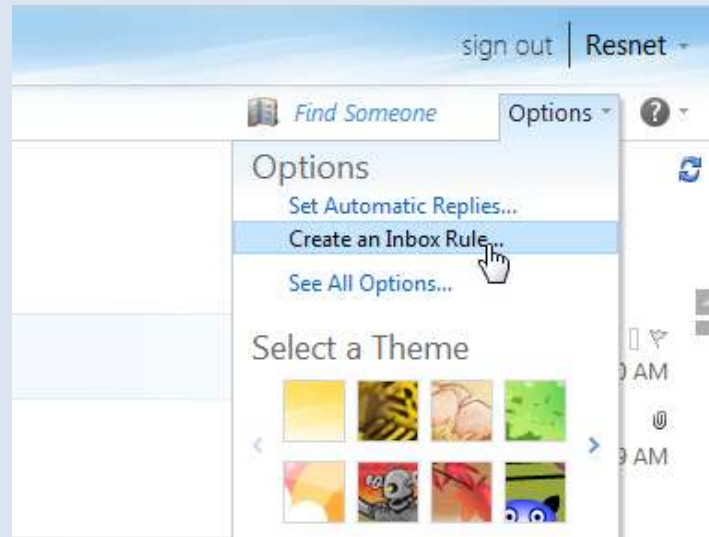 sign out | Resnet
Find Someone
Options
Options
Set Automatic Replies...
Create an Inbox Rule...
See All Options...
Select a Theme
AM
9 AM